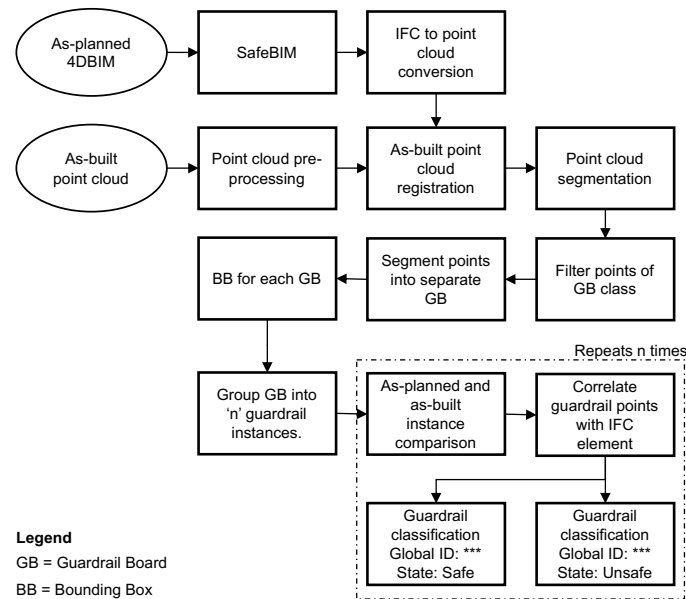 As-planned
4DBIM
SafeBIM
IFC to point
cloud
conversion
As-built
point cloud
Point cloud pre-
processing
As-built point
cloud
registration
Point cloud
segmentation
BB for each GB
Segment points
into separate
GB
Filter points of
GB class
Repeats n times
Group GB into
‘n’ guardrail
instances.
As-planned and
as-built
instance
comparison
Correlate
guardrail points
with IFC
element
Guardrail
classification
Global ID: ***
State: Safe
Guardrail
classification
Global ID: ***
State: Unsafe
Legend
GB = Guardrail Board
BB = Bounding Box